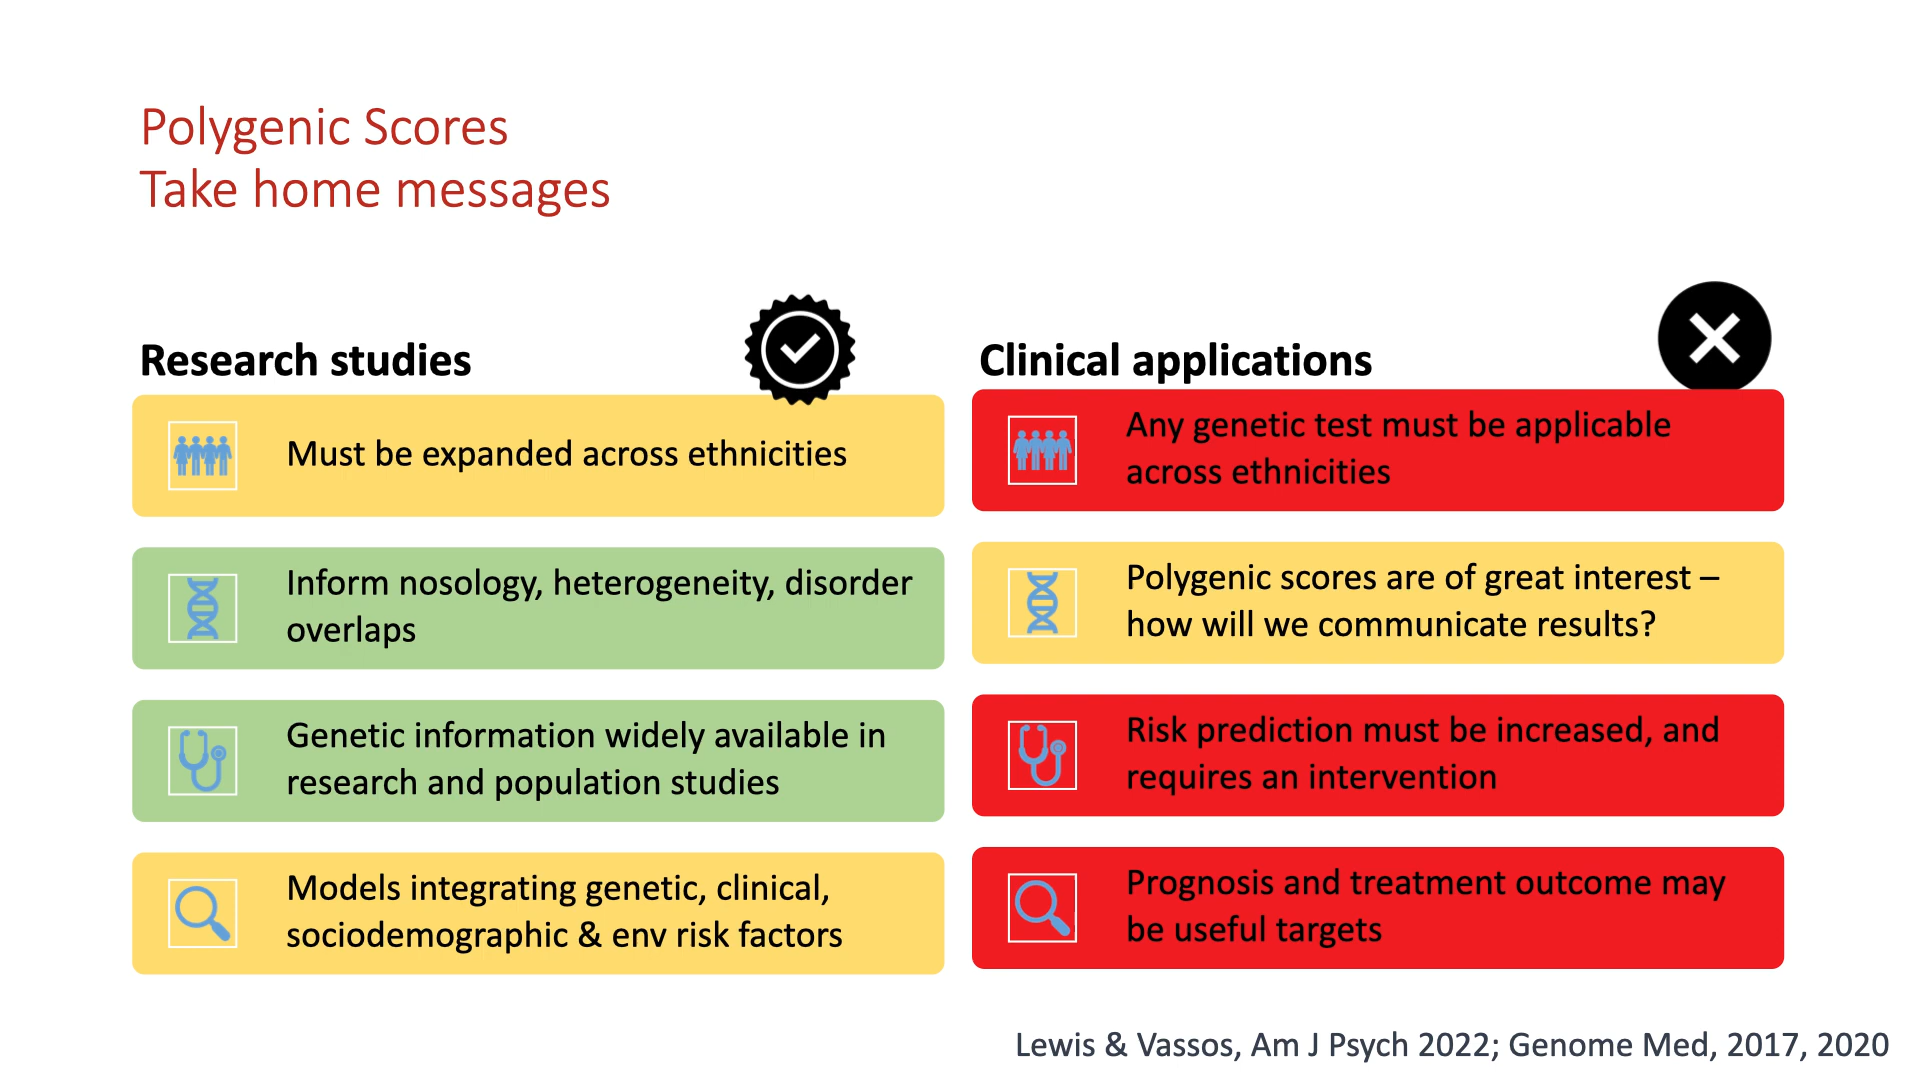 Polygenic Scores
Take home messages
Research studies
Must be expanded across ethnicities
Inform nosology, heterogeneity, disorder
overlaps
Genetic information widely available in
research and population studies
Models integrating genetic, clinical,
sociodemographic & env risk factors
Clinical applications
Any genetic test must be applicable
across ethnicities
Polygenic scores are of great interest –
how will we communicate results?
Risk prediction must be increased, and
requires an intervention
Prognosis and treatment outcome may
be useful targets
Lewis & Vassos, Am J Psych 2022; Genome Med, 2017, 2020